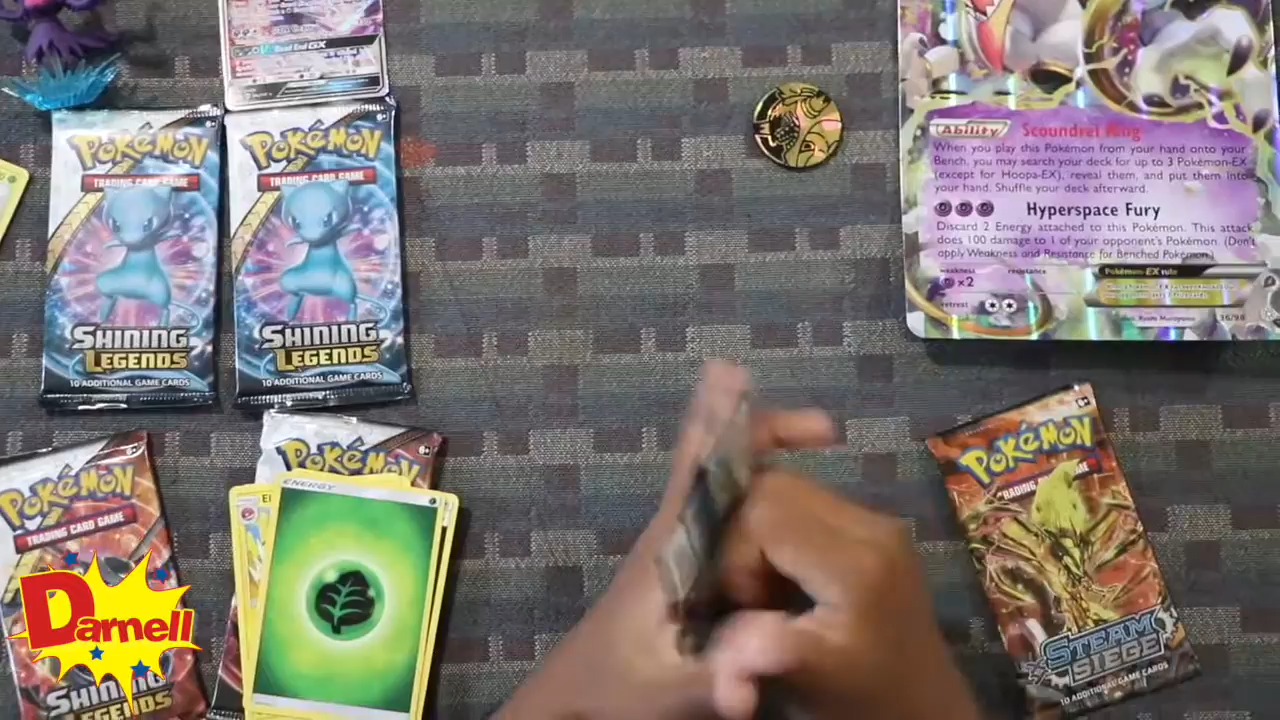 Dead End GX
POKÉMON
TRADING CARD GAME
SHINING
LEGENDS
10 ADDITIONAL GAME CARDS
POKÉMON
TRADING CARD GAME
SHINING
LEGENDS
10 ADDITIONAL GAME CARDS
Ability
Scoundrel Ring
When you play this Pokémon from your hand onto your
Bench, you may search your deck for up to 3 Pokémon-EX
(except for Hoopa-EX), reveal them, and put them into
your hand. Shuffle your deck afterward.
Hyperspace Fury
Discard 2 Energy attached to this Pokémon. This attack
does 100 damage to 1 of your opponent's Pokémon. (Don't
apply Weakness and Resistance for Benched Pokémon.)
weakness
resistance
Pokémon-EX rule
×2
retreat
36/98
POKÉMON
TRADING CARD GAME
SHINING
LEGENDS
POKÉMON
El
ENERGY
POKÉMON
TRADING CARD GAME
STEAM
SIEGE
10 ADDITIONAL GAME CARDS
Darnell